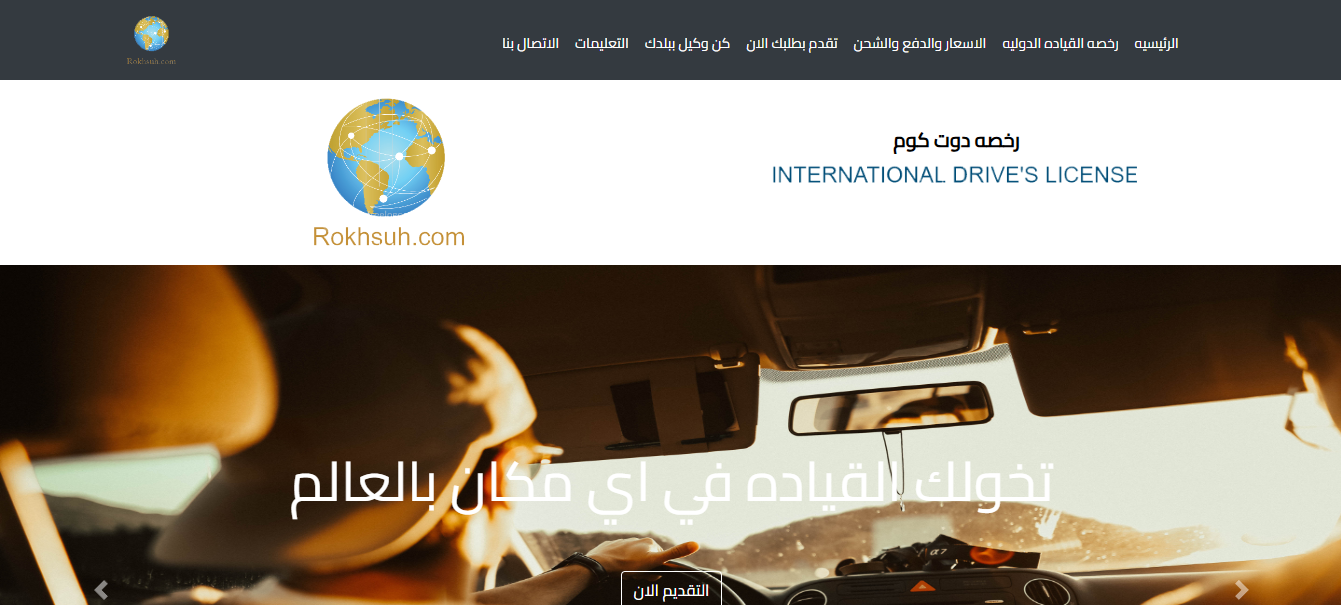 الرئيسيه رخصه القياده الدوليه الاسعار والدفع والشحن تقدم بطلبك الان كن وكيل ببلدك التعليمات الاتصال بنا
Rokhsuh.com
رخصه دوت كوم
INTERNATIONAL DRIVE'S LICENSE
Rokhsuh.com
تخولك القياده في اي مكان بالعالم
α7
التقديم الان